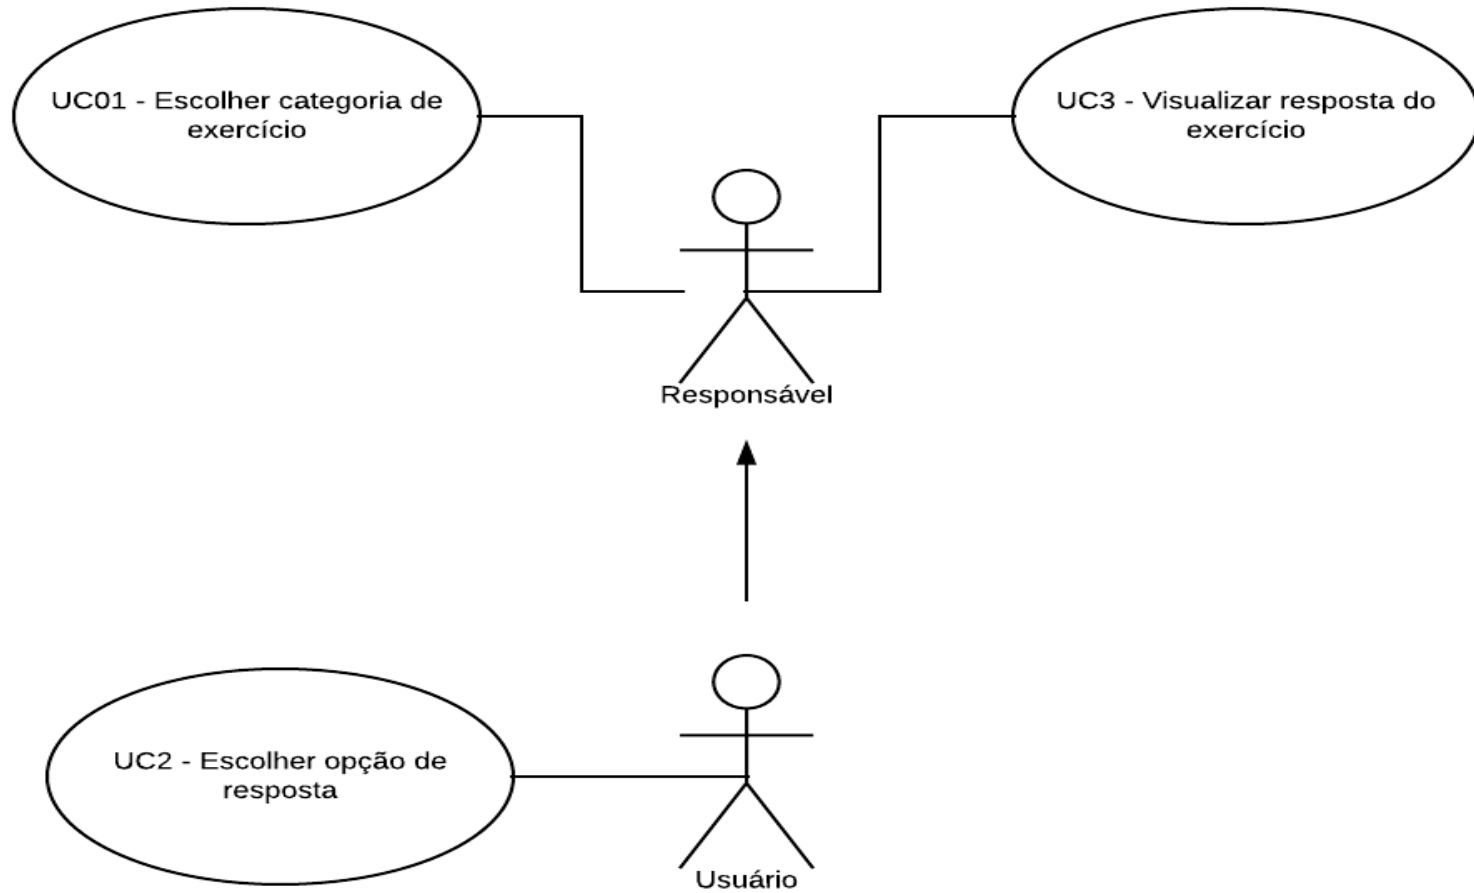 UC01 - Escolher categoria de
exercício
UC3 - Visualizar resposta do
exercício
Responsável
UC2 - Escolher opção de
resposta
Usuário